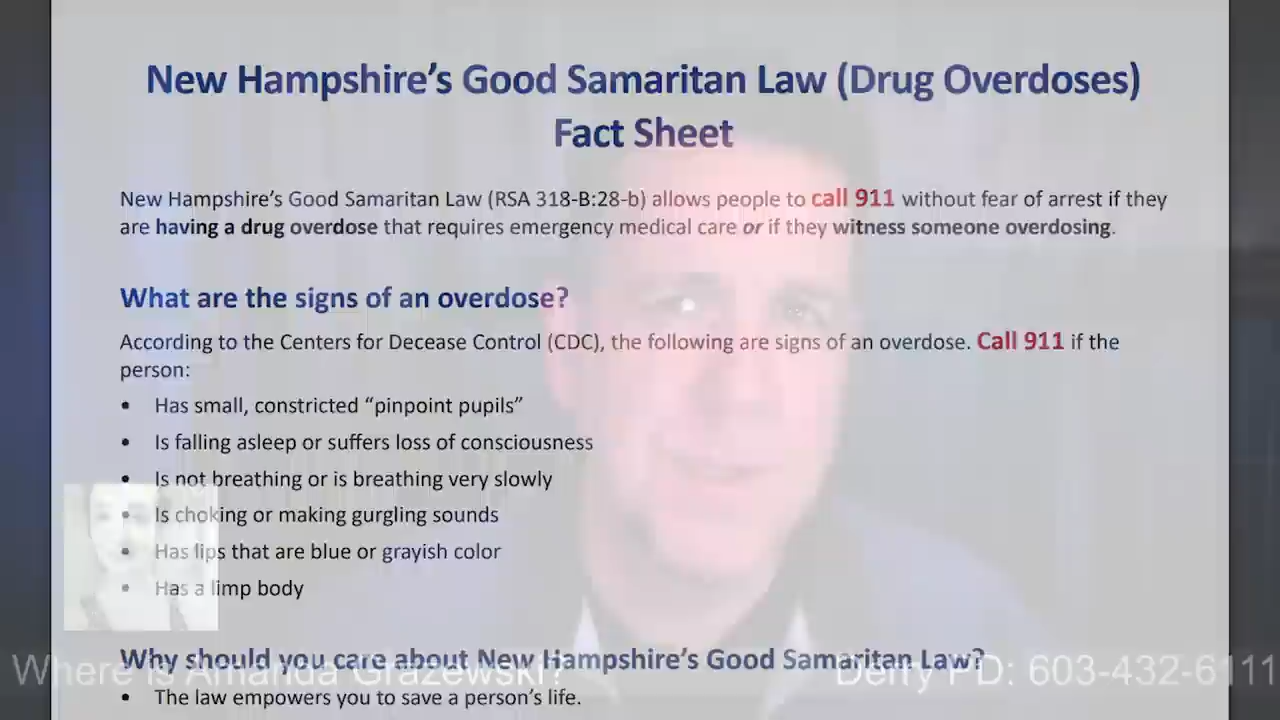 New Hampshire’s Good Samaritan Law (Drug Overdoses)
Fact Sheet
New Hampshire’s Good Samaritan Law (RSA 318-B:28-b) allows people to call 911 without fear of arrest if they
are having a drug overdose that requires emergency medical care or if they witness someone overdosing.
What are the signs of an overdose?
According to the Centers for Decease Control (CDC), the following are signs of an overdose. Call 911 if the
person:
• Has small, constricted “pinpoint pupils”
• Is falling asleep or suffers loss of consciousness
• Is not breathing or is breathing very slowly
• Is choking or making gurgling sounds
• Has lips that are blue or grayish color
• Has a limp body
Why should you care about New Hampshire’s Good Samaritan Law?
Where is Amanda Grazewski? Derry PD: 603-432-6111
• The law empowers you to save a person’s life.